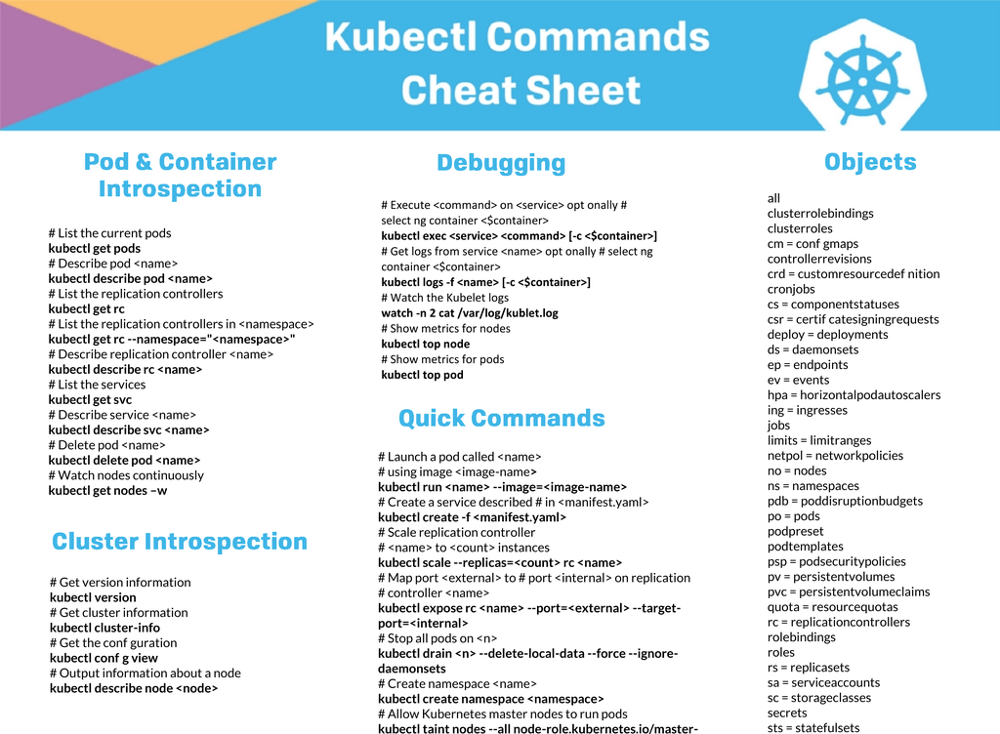 Kubectl Commands
Cheat Sheet
Pod & Container
Introspection
# List the current pods
kubectl get pods
# Describe pod <name>
kubectl describe pod <name>
# List the replication controllers
kubectl get rc
# List the replication controllers in <namespace>
kubectl get rc --namespace="<namespace>"
# Describe replication controller <name>
kubectl describe rc <name>
# List the services
kubectl get svc
# Describe service <name>
kubectl describe svc <name>
# Delete pod <name>
kubectl delete pod <name>
# Watch nodes continuously
kubectl get nodes –w
Cluster Introspection
# Get version information
kubectl version
# Get cluster information
kubectl cluster-info
# Get the conf guration
kubectl conf g view
# Output information about a node
kubectl describe node <node>
Debugging
# Execute <command> on <service> opt onally #
select ng container <$container>
kubectl exec <service> <command> [-c <$container>]
# Get logs from service <name> opt onally # select ng
container <$container>
kubectl logs -f <name> [-c <$container>]
# Watch the Kubelet logs
watch -n 2 cat /var/log/kublet.log
# Show metrics for nodes
kubectl top node
# Show metrics for pods
kubectl top pod
Quick Commands
# Launch a pod called <name>
# using image <image-name>
kubectl run <name> --image=<image-name>
# Create a service described # in <manifest.yaml>
kubectl create -f <manifest.yaml>
# Scale replication controller
# <name> to <count> instances
kubectl scale --replicas=<count> rc <name>
# Map port <external> to # port <internal> on replication
# controller <name>
kubectl expose rc <name> --port=<external> --target-
port=<internal>
# Stop all pods on <n>
kubectl drain <n> --delete-local-data --force --ignore-
daemonsets
# Create namespace <name>
kubectl create namespace <namespace>
# Allow Kubernetes master nodes to run pods
kubectl taint nodes --all node-role.kubernetes.io/master-
Objects
all
clusterrolebindings
clusterroles
cm = conf gmaps
controllerrevisions
crd = customresourcedef nition
cronjobs
cs = componentstatuses
csr = certif catesigningrequests
deploy = deployments
ds = daemonsets
ep = endpoints
ev = events
hpa = horizontalpodautoscalers
ing = ingresses
jobs
limits = limitranges
netpol = networkpolicies
no = nodes
ns = namespaces
pdb = poddisruptionbudgets
po = pods
podpreset
podtemplates
psp = podsecuritypolicies
pv = persistentvolumes
pvc = persistentvolumeclaims
quota = resourcequotas
rc = replicationcontrollers
rolebindings
roles
rs = replicasets
sa = serviceaccounts
sc = storageclasses
secrets
sts = statefulsets